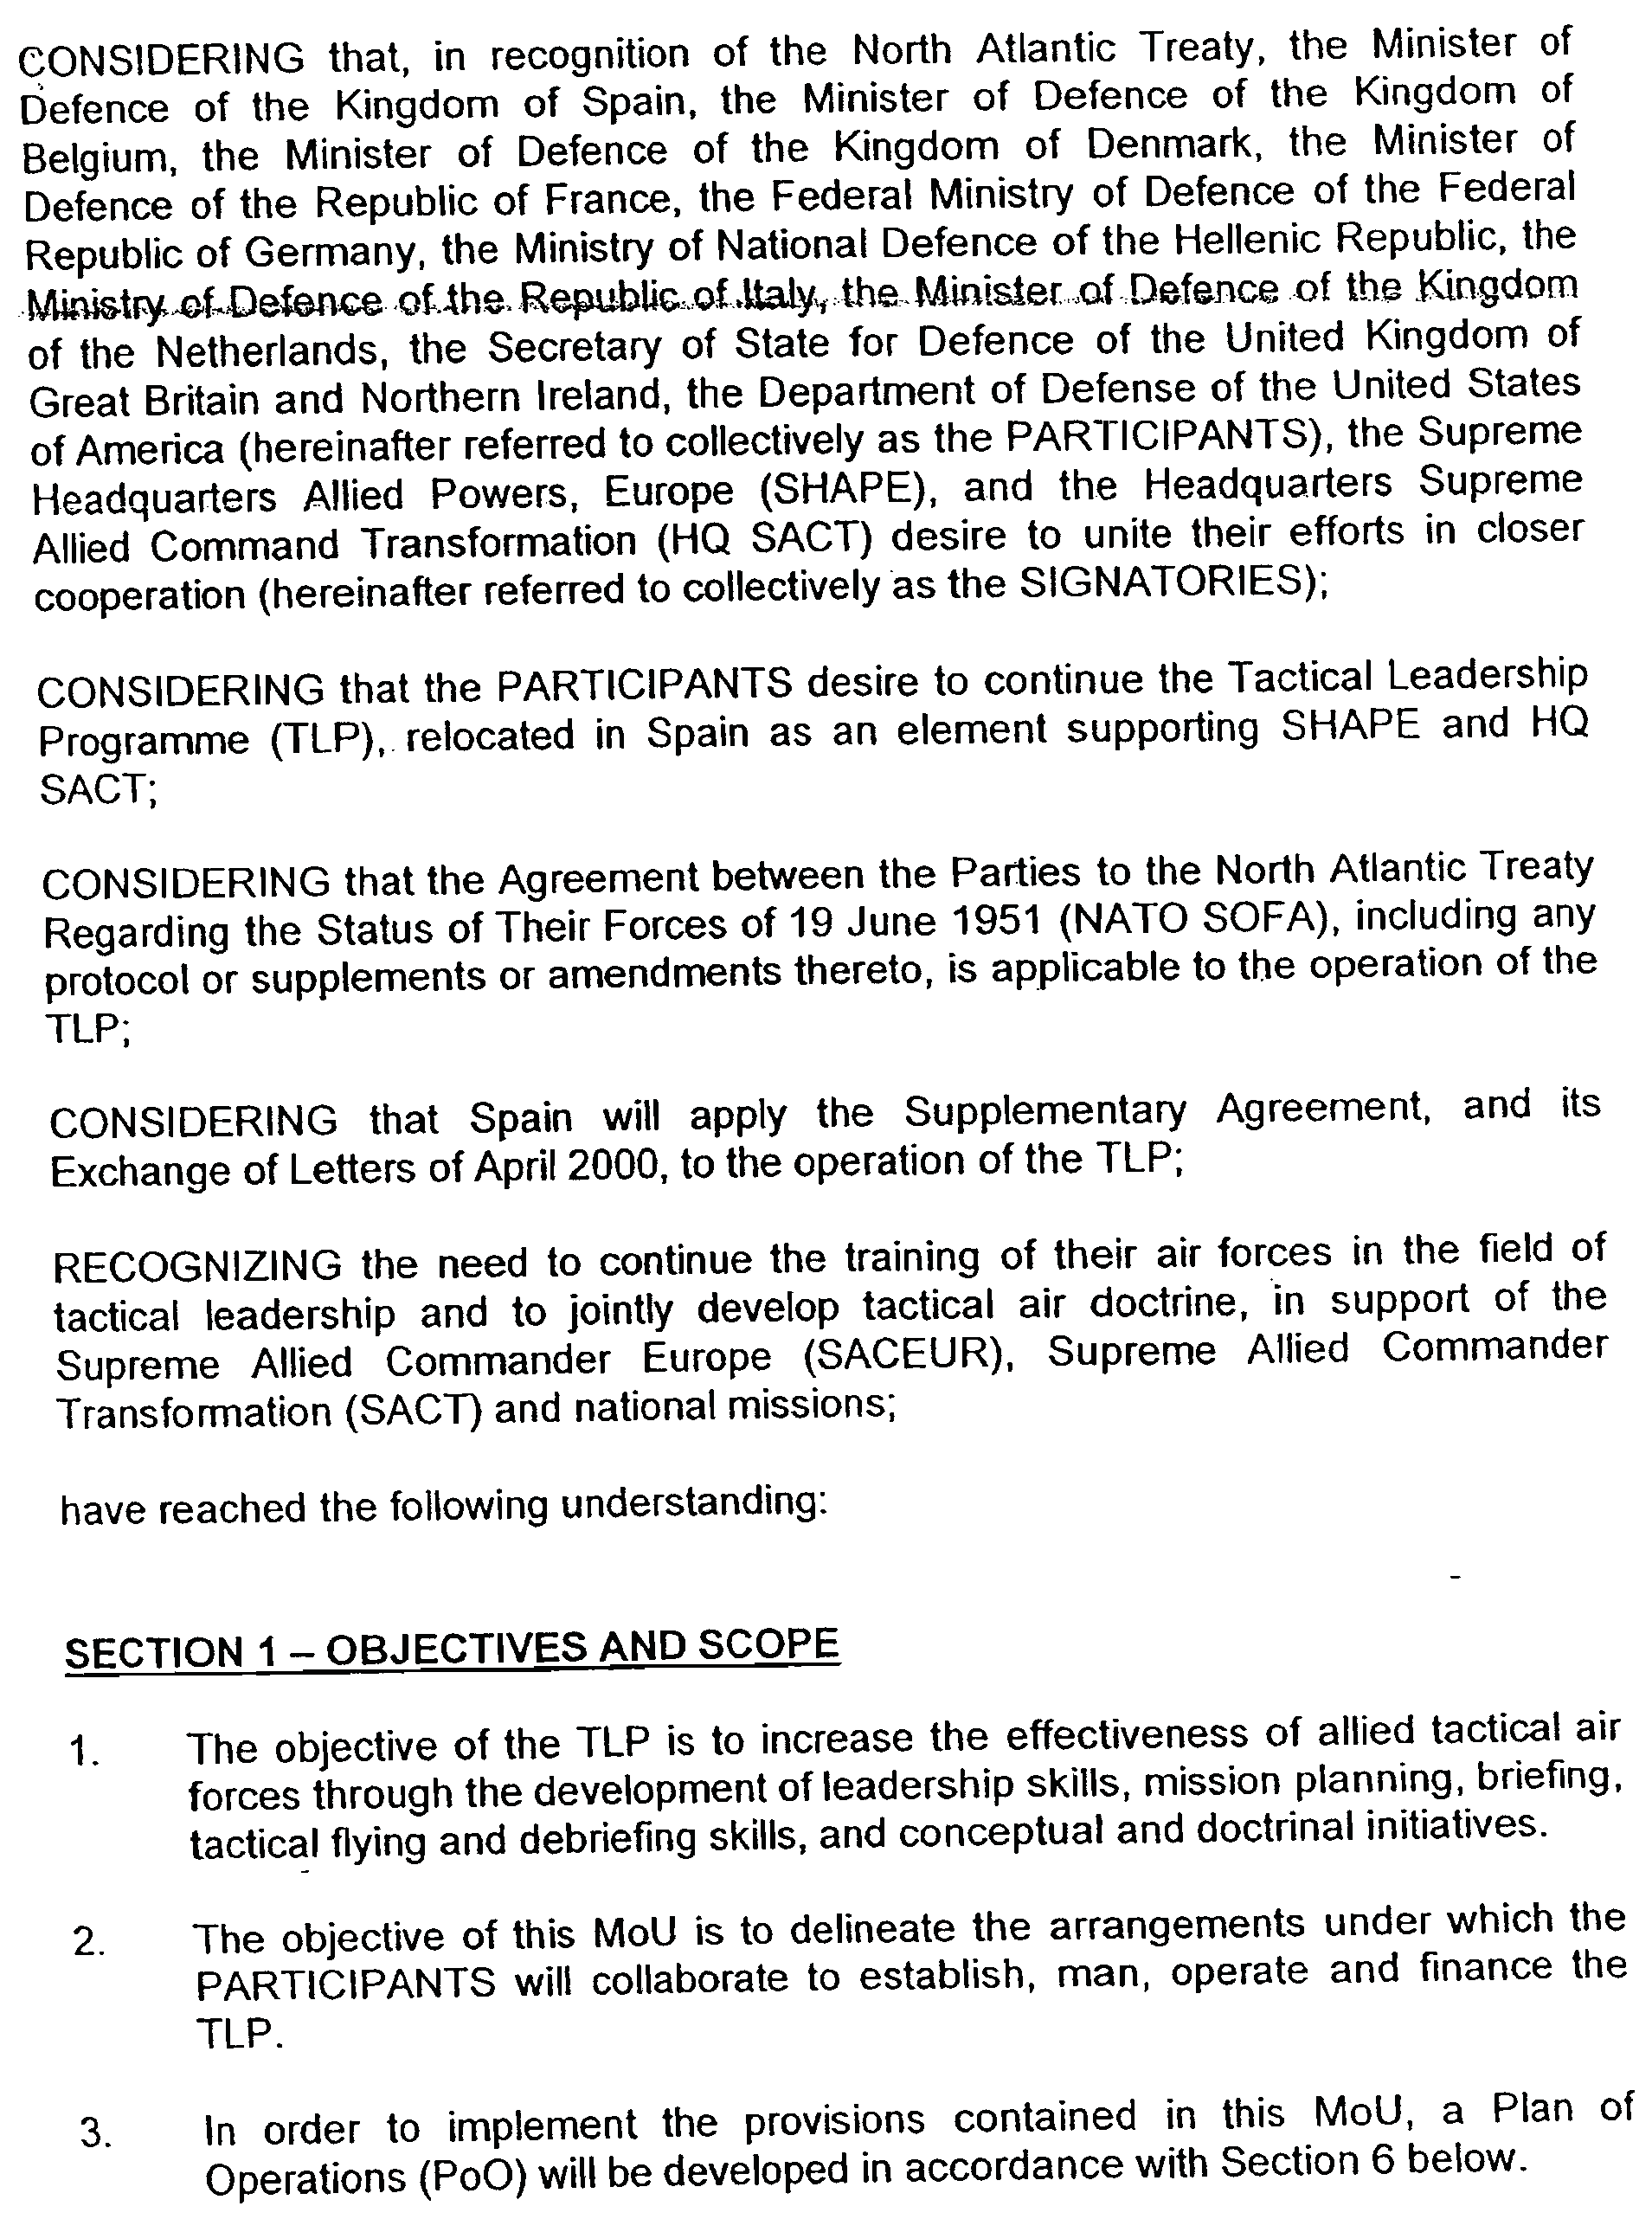 CONSIDERING that, in recognition of the North Atlantic Treaty, the Minister of
Defence of the Kingdom of Spain, the Minister of Defence of the Kingdom of
Belgium, the Minister of Defence of the Kingdom of Denmark, the Minister of
Defence of the Republic of France, the Federal Ministry of Defence of the Federal
Republic of Germany, the Ministry of National Defence of the Hellenic Republic, the
Ministry of Defence of the Republic of Italy, the Minister of Defence of the Kingdom
of the Netherlands, the Secretary of State for Defence of the United Kingdom of
Great Britain and Northern Ireland, the Department of Defense of the United States
of America (hereinafter referred to collectively as the PARTICIPANTS), the Supreme
Headquarters Allied Powers, Europe (SHAPE), and the Headquarters Supreme
Allied Command Transformation (HQ SACT) desire to unite their efforts in closer
cooperation (hereinafter referred to collectively as the SIGNATORIES);
CONSIDERING that the PARTICIPANTS desire to continue the Tactical Leadership
Programme (TLP), relocated in Spain as an element supporting SHAPE and HQ
SACT;
CONSIDERING that the Agreement between the Parties to the North Atlantic Treaty
Regarding the Status of Their Forces of 19 June 1951 (NATO SOFA), including any
protocol or supplements or amendments thereto, is applicable to the operation of the
TLP;
CONSIDERING that Spain will apply the Supplementary Agreement, and its
Exchange of Letters of April 2000, to the operation of the TLP;
RECOGNIZING the need to continue the training of their air forces in the field of
tactical leadership and to jointly develop tactical air doctrine, in support of the
Supreme Allied Commander Europe (SACEUR), Supreme Allied Commander
Transformation (SACT) and national missions;
have reached the following understanding:
SECTION 1 – OBJECTIVES AND SCOPE
1. The objective of the TLP is to increase the effectiveness of allied tactical air
forces through the development of leadership skills, mission planning, briefing,
tactical flying and debriefing skills, and conceptual and doctrinal initiatives.
2. The objective of this MoU is to delineate the arrangements under which the
PARTICIPANTS will collaborate to establish, man, operate and finance the
TLP.
3. In order to implement the provisions contained in this MoU, a Plan of
Operations (PoO) will be developed in accordance with Section 6 below.